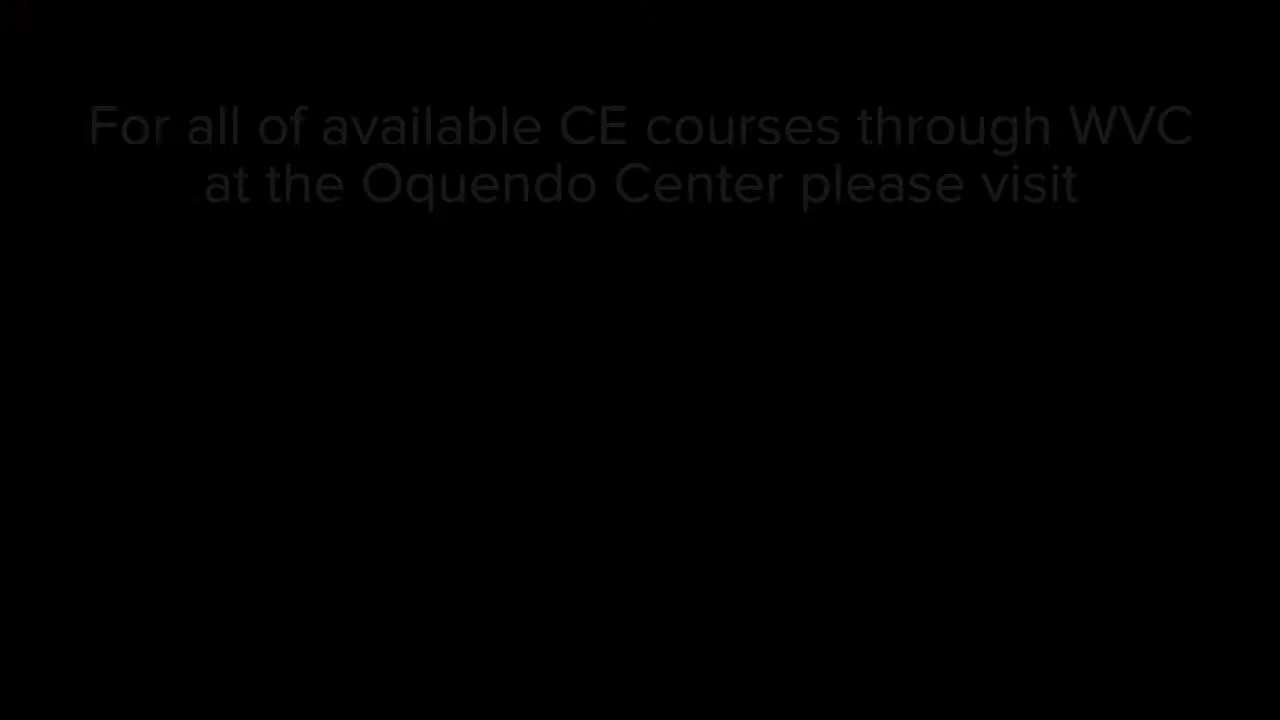 For all of available CE courses through WVC
at the Oquendo Center please visit